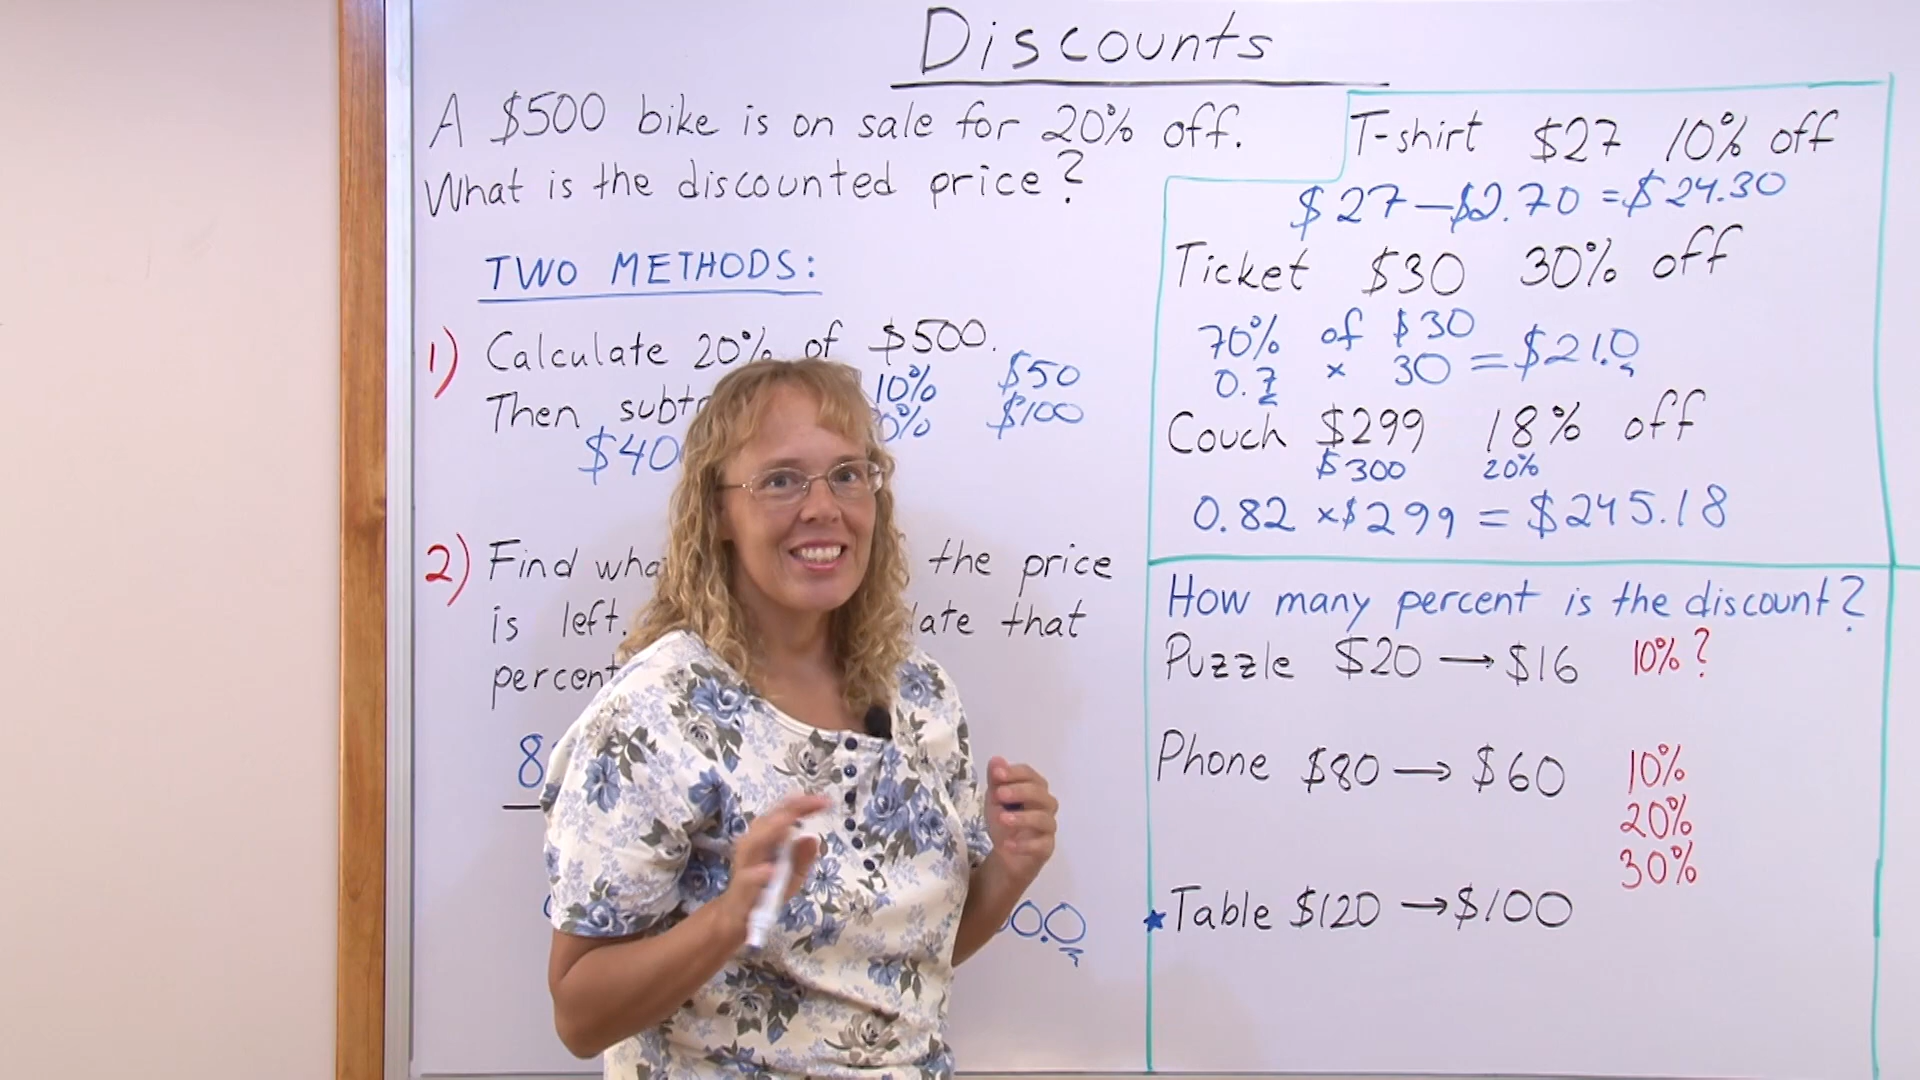 Discounts
A $500 bike is on sale for 20% off.
What is the discounted price?
TWO METHODS:
1) Calculate 20% of $500.
Then
10% $50
$100
$40
2) Find the price
is left. that
percent
8
T-shirt $27 10% off
$27 — $2.70 = $24.30
Ticket $30 30% off
70% of $30
0.7 × 30 = $21.0
Couch $299 18% off
$300 20%
0.82 × $299 = $245.18
How many percent is the discount?
Puzzle $20 → $16 10%?
Phone $80 → $60 10%
20%
30%
★ Table $120 → $100